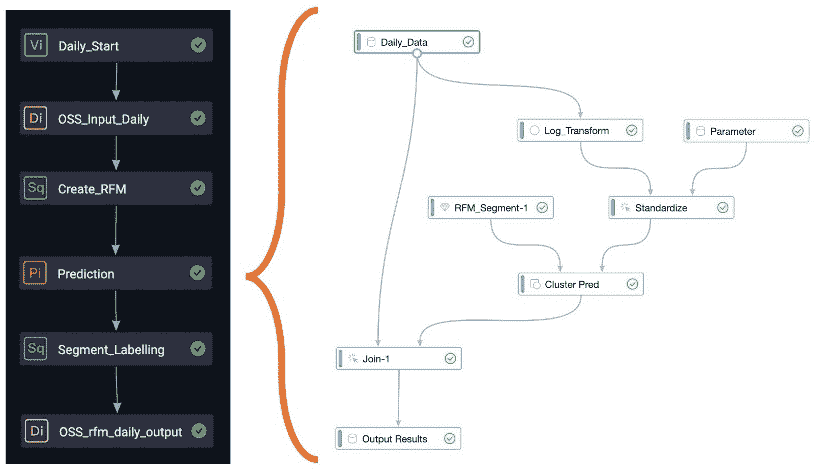 Vi Daily_Start
Di OSS_Input_Daily
Sq Create_RFM
Pi Prediction
Sq Segment_Labelling
Di OSS_rfm_daily_output
Daily_Data
Log_Transform
Parameter
RFM_Segment-1
Standardize
Cluster Pred
Join-1
Output Results